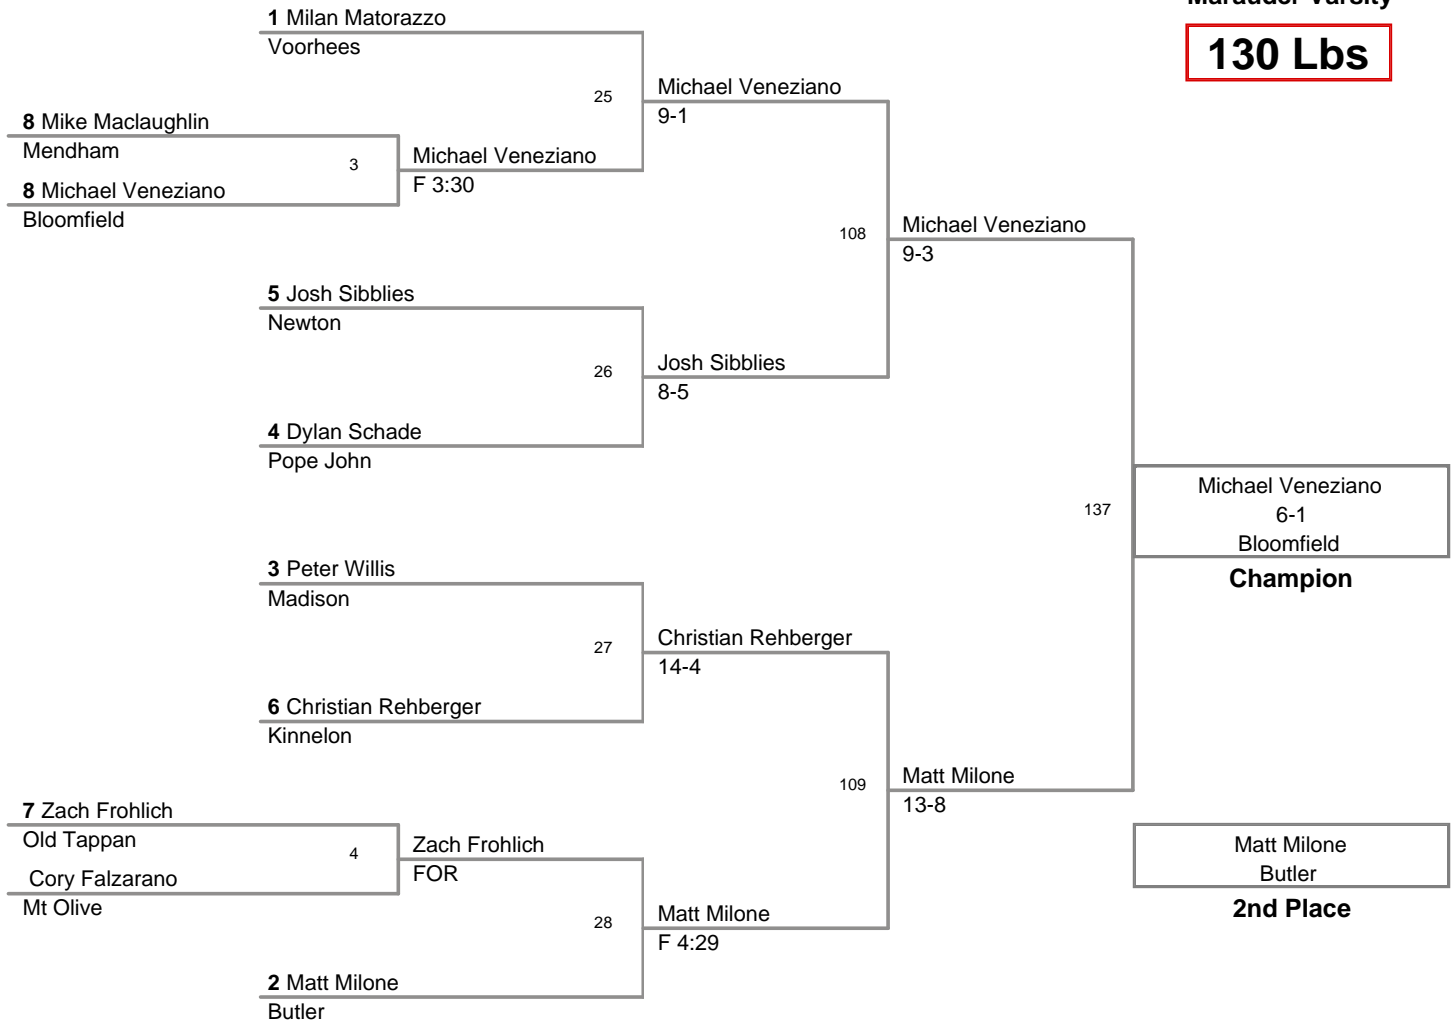 Marauder Varsity
130 Lbs
1 Milan Matorazzo
Voorhees
25
Michael Veneziano
9-1
8 Mike Maclaughlin
Mendham
3
Michael Veneziano
F 3:30
8 Michael Veneziano
Bloomfield
108
Michael Veneziano
9-3
5 Josh Sibblies
Newton
26
Josh Sibblies
8-5
4 Dylan Schade
Pope John
137
Michael Veneziano
6-1
Bloomfield
Champion
3 Peter Willis
Madison
27
Christian Rehberger
14-4
6 Christian Rehberger
Kinnelon
109
Matt Milone
13-8
7 Zach Frohlich
Old Tappan
4
Zach Frohlich
FOR
Cory Falzarano
Mt Olive
28
Matt Milone
F 4:29
2 Matt Milone
Butler
Matt Milone
Butler
2nd Place